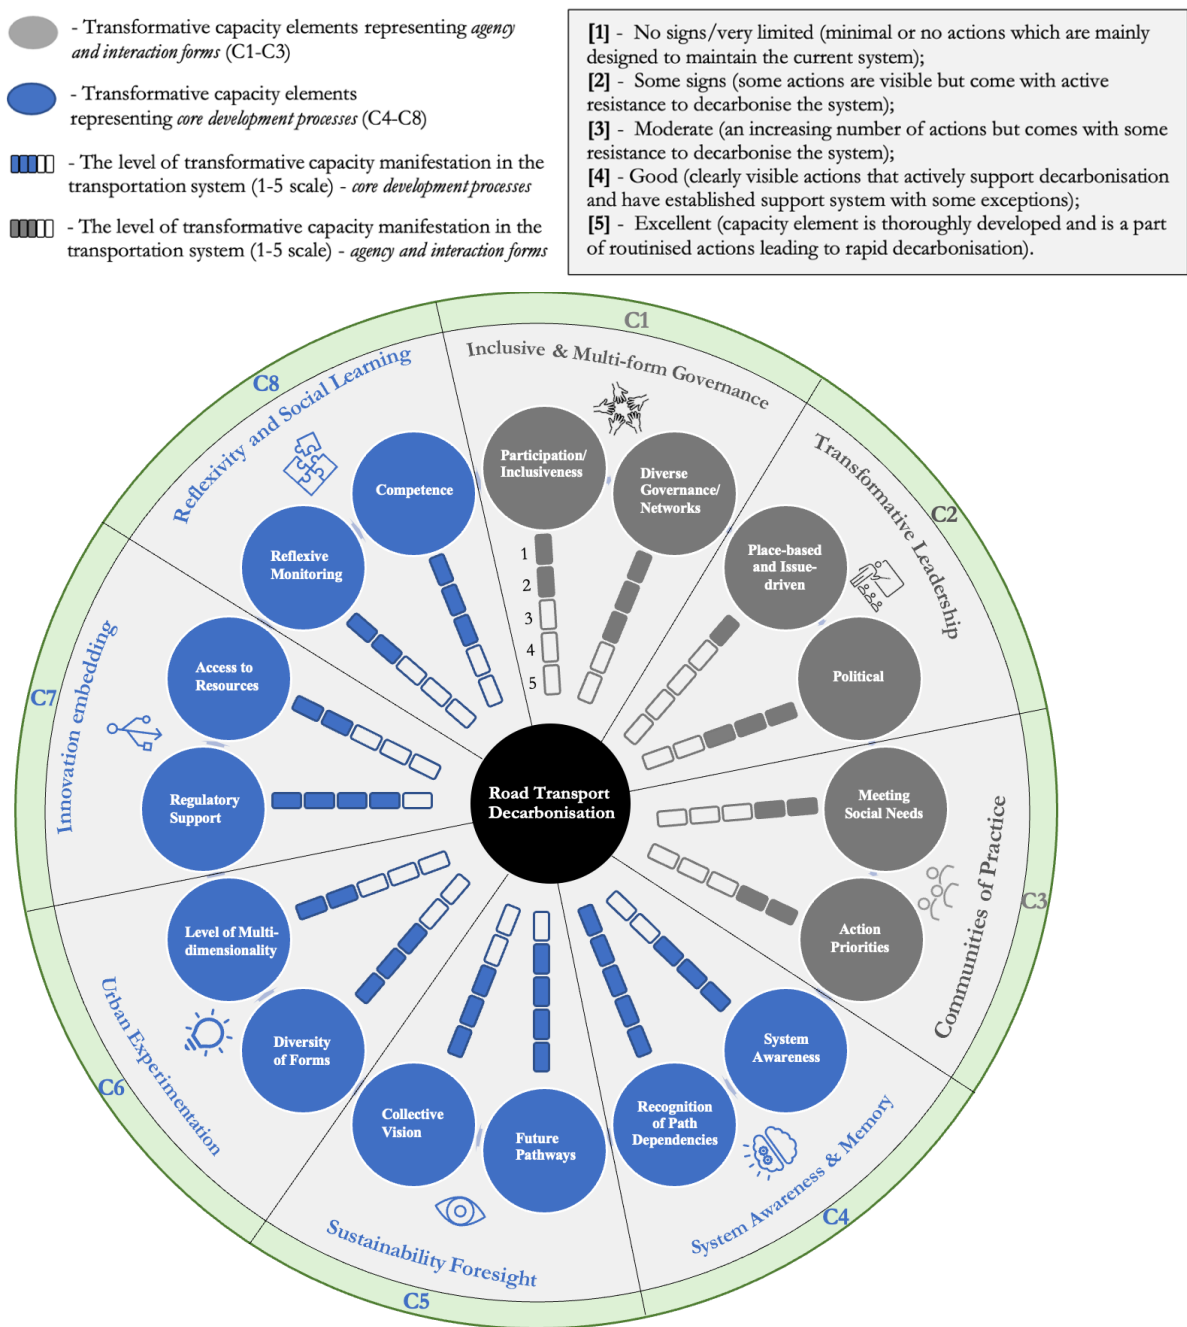 - Transformative capacity elements representing agency
and interaction forms (C1-C3)
- Transformative capacity elements
representing core development processes (C4-C8)
- The level of transformative capacity manifestation in the
transportation system (1-5 scale) - core development processes
- The level of transformative capacity manifestation in the
transportation system (1-5 scale) - agency and interaction forms
[1] - No signs/very limited (minimal or no actions which are mainly
designed to maintain the current system);
[2] - Some signs (some actions are visible but come with active
resistance to decarbonise the system);
[3] - Moderate (an increasing number of actions but comes with some
resistance to decarbonise the system);
[4] - Good (clearly visible actions that actively support decarbonisation
and have established support system with some exceptions);
[5] - Excellent (capacity element is thoroughly developed and is a part
of routinised actions leading to rapid decarbonisation).
C1
Inclusive & Multi-form Governance
Participation/
Inclusiveness
Diverse
Governance/
Networks
1
2
3
4
5
C2
Transformative Leadership
Place-based
and Issue-
driven
Political
C3
Communities of Practice
Meeting
Social Needs
Action
Priorities
C4
System Awareness & Memory
System
Awareness
Recognition
of Path
Dependencies
C5
Sustainability Foresight
Future
Pathways
Collective
Vision
C6
Urban Experimentation
Diversity
of Forms
Level of Multi-
dimensionality
C7
Innovation embedding
Regulatory
Support
Access to
Resources
C8
Reflexivity and Social Learning
Reflexive
Monitoring
Competence
Road Transport
Decarbonisation